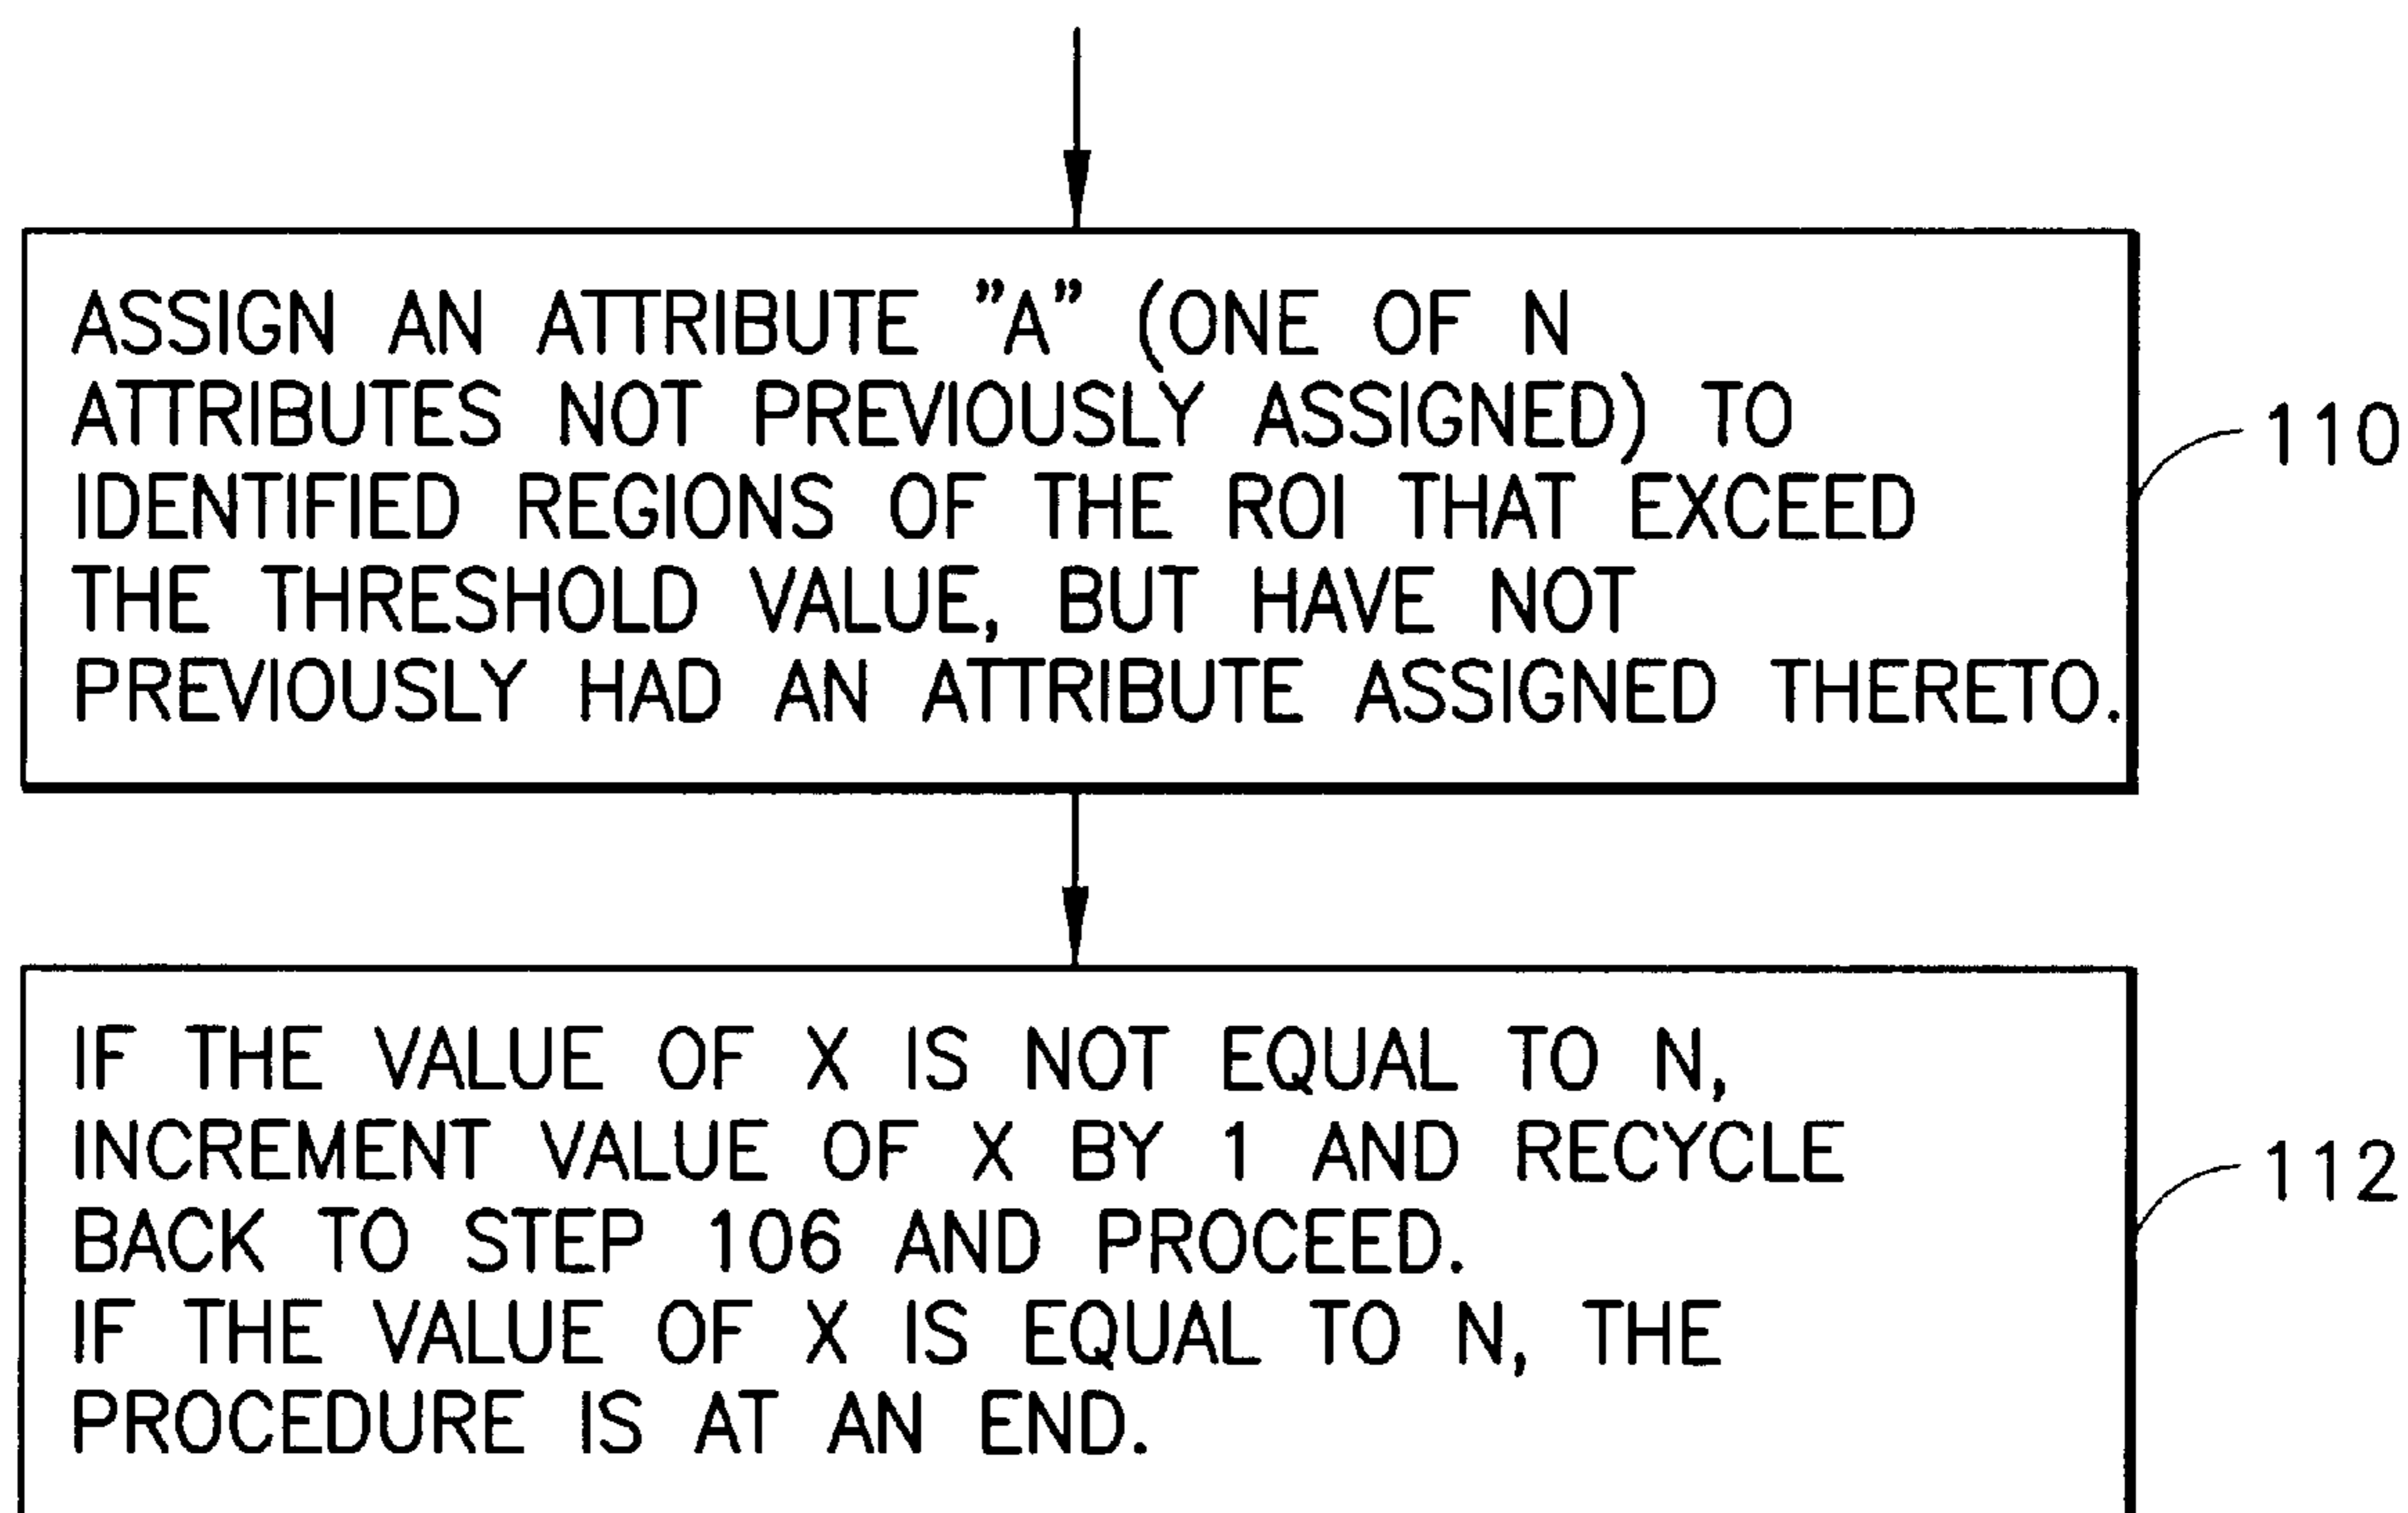 ASSIGN AN ATTRIBUTE ”A” (ONE OF N
ATTRIBUTES NOT PREVIOUSLY ASSIGNED) TO
IDENTIFIED REGIONS OF THE ROI THAT EXCEED
THE THRESHOLD VALUE, BUT HAVE NOT
PREVIOUSLY HAD AN ATTRIBUTE ASSIGNED THERETO.
110
IF THE VALUE OF X IS NOT EQUAL TO N,
INCREMENT VALUE OF X BY 1 AND RECYCLE
BACK TO STEP 106 AND PROCEED.
IF THE VALUE OF X IS EQUAL TO N, THE
PROCEDURE IS AT AN END.
112